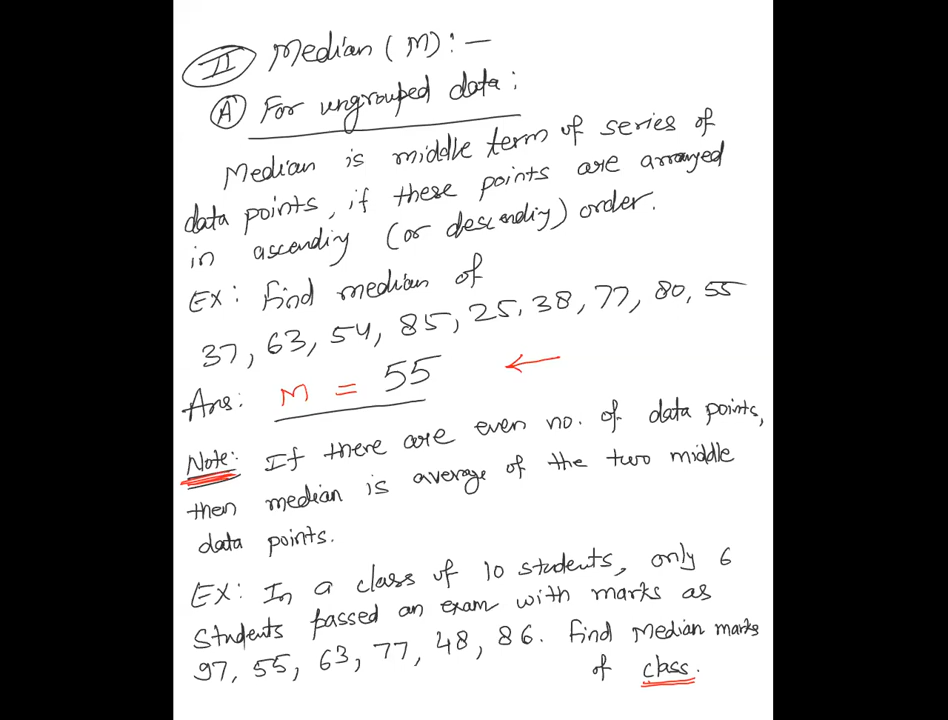 II Median (M): —
A For ungrouped data:
Median is middle term of series of
data points, if these points are arranged
in ascending (or descending) order.
EX: Find median of
37, 63, 54, 85, 25, 38, 77, 80, 55
Ans: M = 55 ←
Note: If there are even no. of data points,
then median is average of the two middle
data points.
EX: In a class of 10 students, only 6
students passed an exam with marks as
97, 55, 63, 77, 48, 86. Find Median marks
of class.